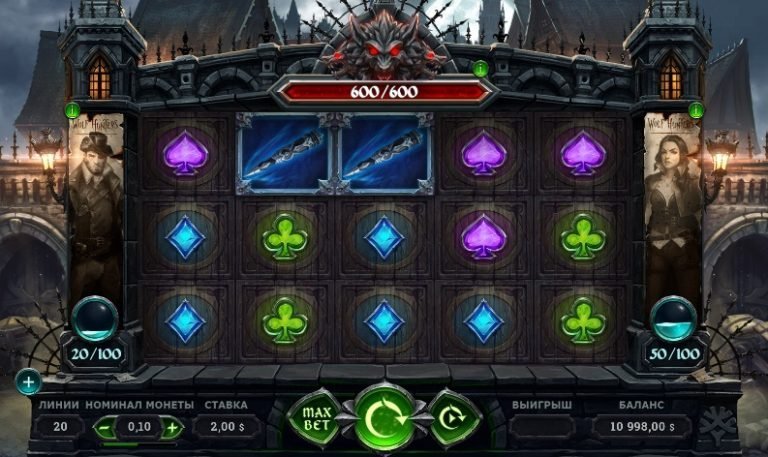 600/600
WOLF HUNTERS
WOLF HUNTERS
20/100
50/100
ЛИНИИ
НОМИНАЛ МОНЕТЫ
СТАВКА
MAX
BET
ВЫИГРЫШ
БАЛАНС
20
0,10
2,00 $
10 998,00 $